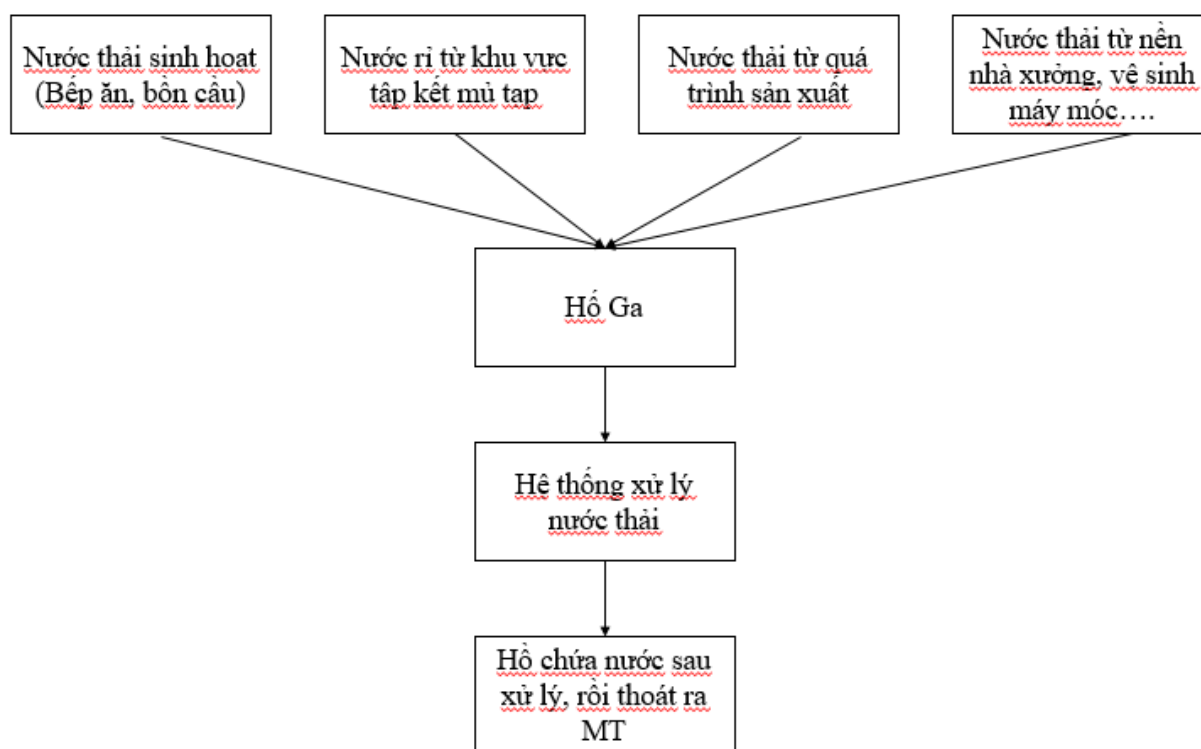 Nước thải sinh hoạt
(Bếp ăn, bồn cầu)
Nước rỉ từ khu vực
tập kết mủ tạp
Nước thải từ quá
trình sản xuất
Nước thải từ nền
nhà xưởng, vệ sinh
máy móc….
Hố Ga
Hệ thống xử lý
nước thải
Hồ chứa nước sau
xử lý, rồi thoát ra
MT